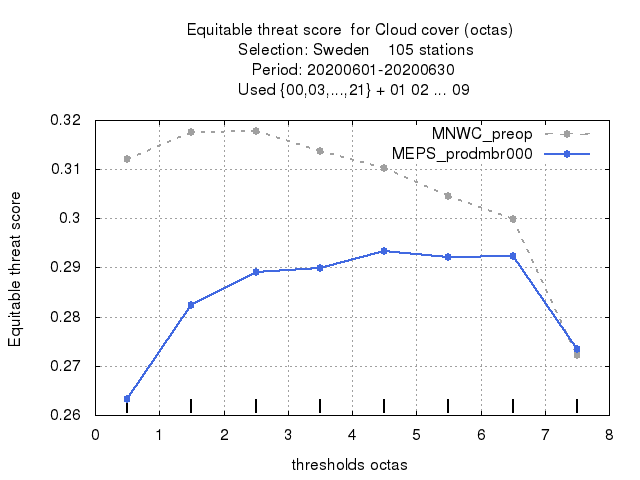 Equitable threat score  for Cloud cover (octas)
Selection: Sweden    105 stations
Period: 20200601-20200630
Used {00,03,...,21} + 01 02 ... 09
0.32
MNWC_preop
MEPS_prodmbr000
0.31
0.3
0.29
0.28
0.27
0.26
Equitable threat score
0 1 2 3 4 5 6 7 8
thresholds octas